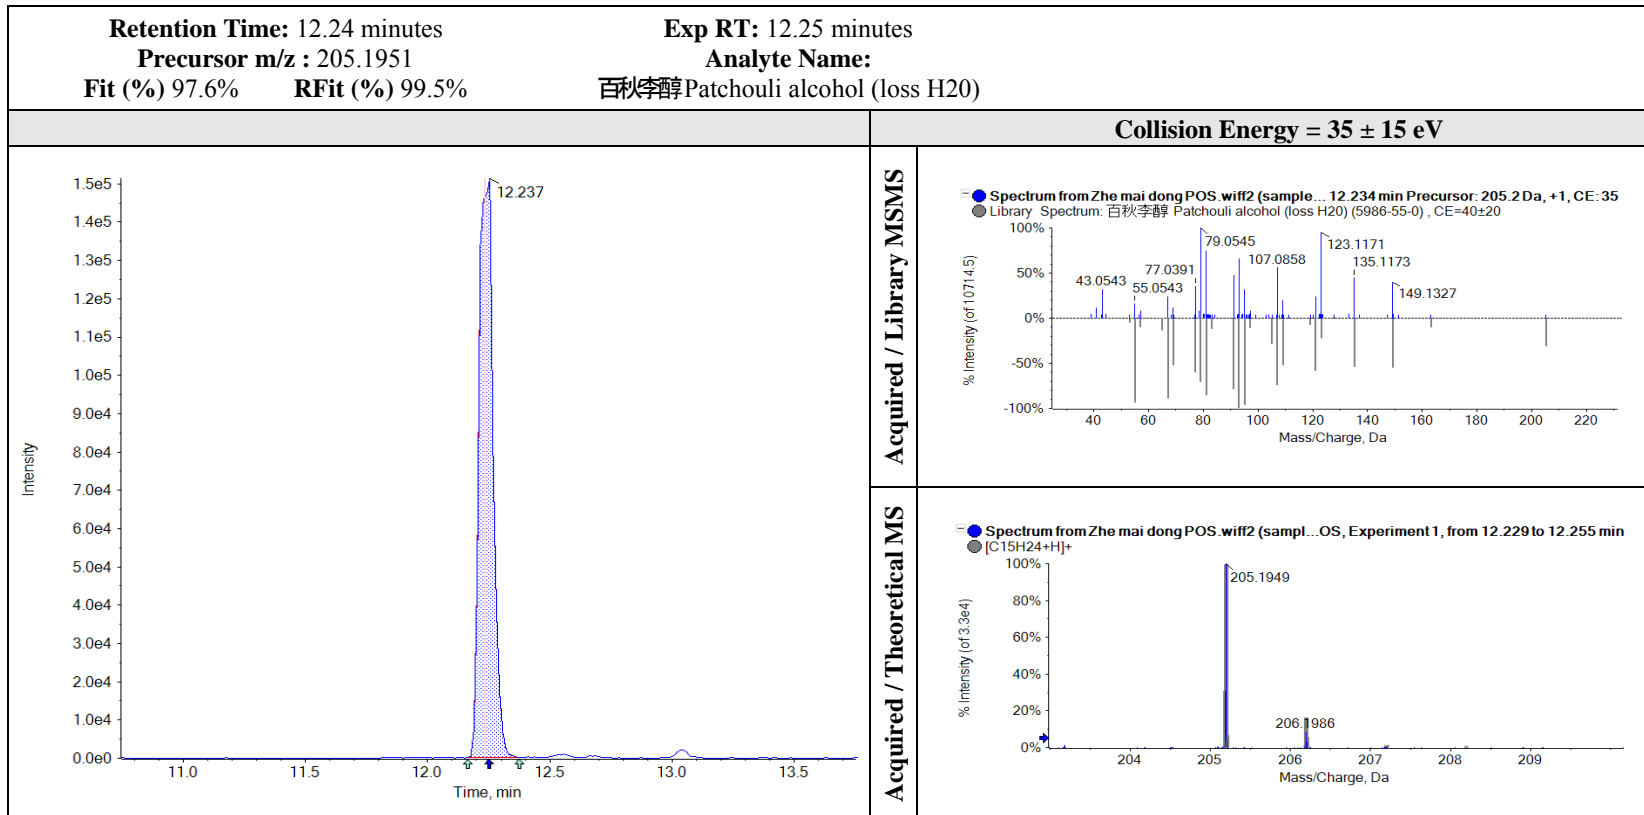 Retention Time: 12.24 minutes
Exp RT: 12.25 minutes
Precursor m/z : 205.1951
Analyte Name:
Fit (%) 97.6% RFit (%) 99.5%
百秋李醇Patchouli alcohol (loss H20)
Collision Energy = 35 ± 15 eV
1.5e5
1.4e5
1.3e5
1.2e5
1.1e5
1.0e5
9.0e4
8.0e4
7.0e4
6.0e4
5.0e4
4.0e4
3.0e4
2.0e4
1.0e4
0.0e0
Intensity
12.237
11.0 11.5 12.0 12.5 13.0 13.5
Time, min
Acquired / Library MSMS
Spectrum from Zhe mai dong POS.wiff2 (sample... 12.234 min Precursor: 205.2 Da, +1, CE: 35
Library Spectrum: 百秋李醇 Patchouli alcohol (loss H20) (5986-55-0) , CE=40±20
100%
50%
0%
-50%
-100%
% Intensity (of 10714.5)
43.0543
55.0543
77.0391
79.0545
107.0858
123.1171
135.1173
149.1327
40 60 80 100 120 140 160 180 200 220
Mass/Charge, Da
Acquired / Theoretical MS
Spectrum from Zhe mai dong POS.wiff2 (sampl...OS, Experiment 1, from 12.229 to 12.255 min
[C15H24+H]+
100%
80%
60%
40%
20%
0%
% Intensity (of 3.3e4)
205.1949
206.1986
204 205 206 207 208 209
Mass/Charge, Da